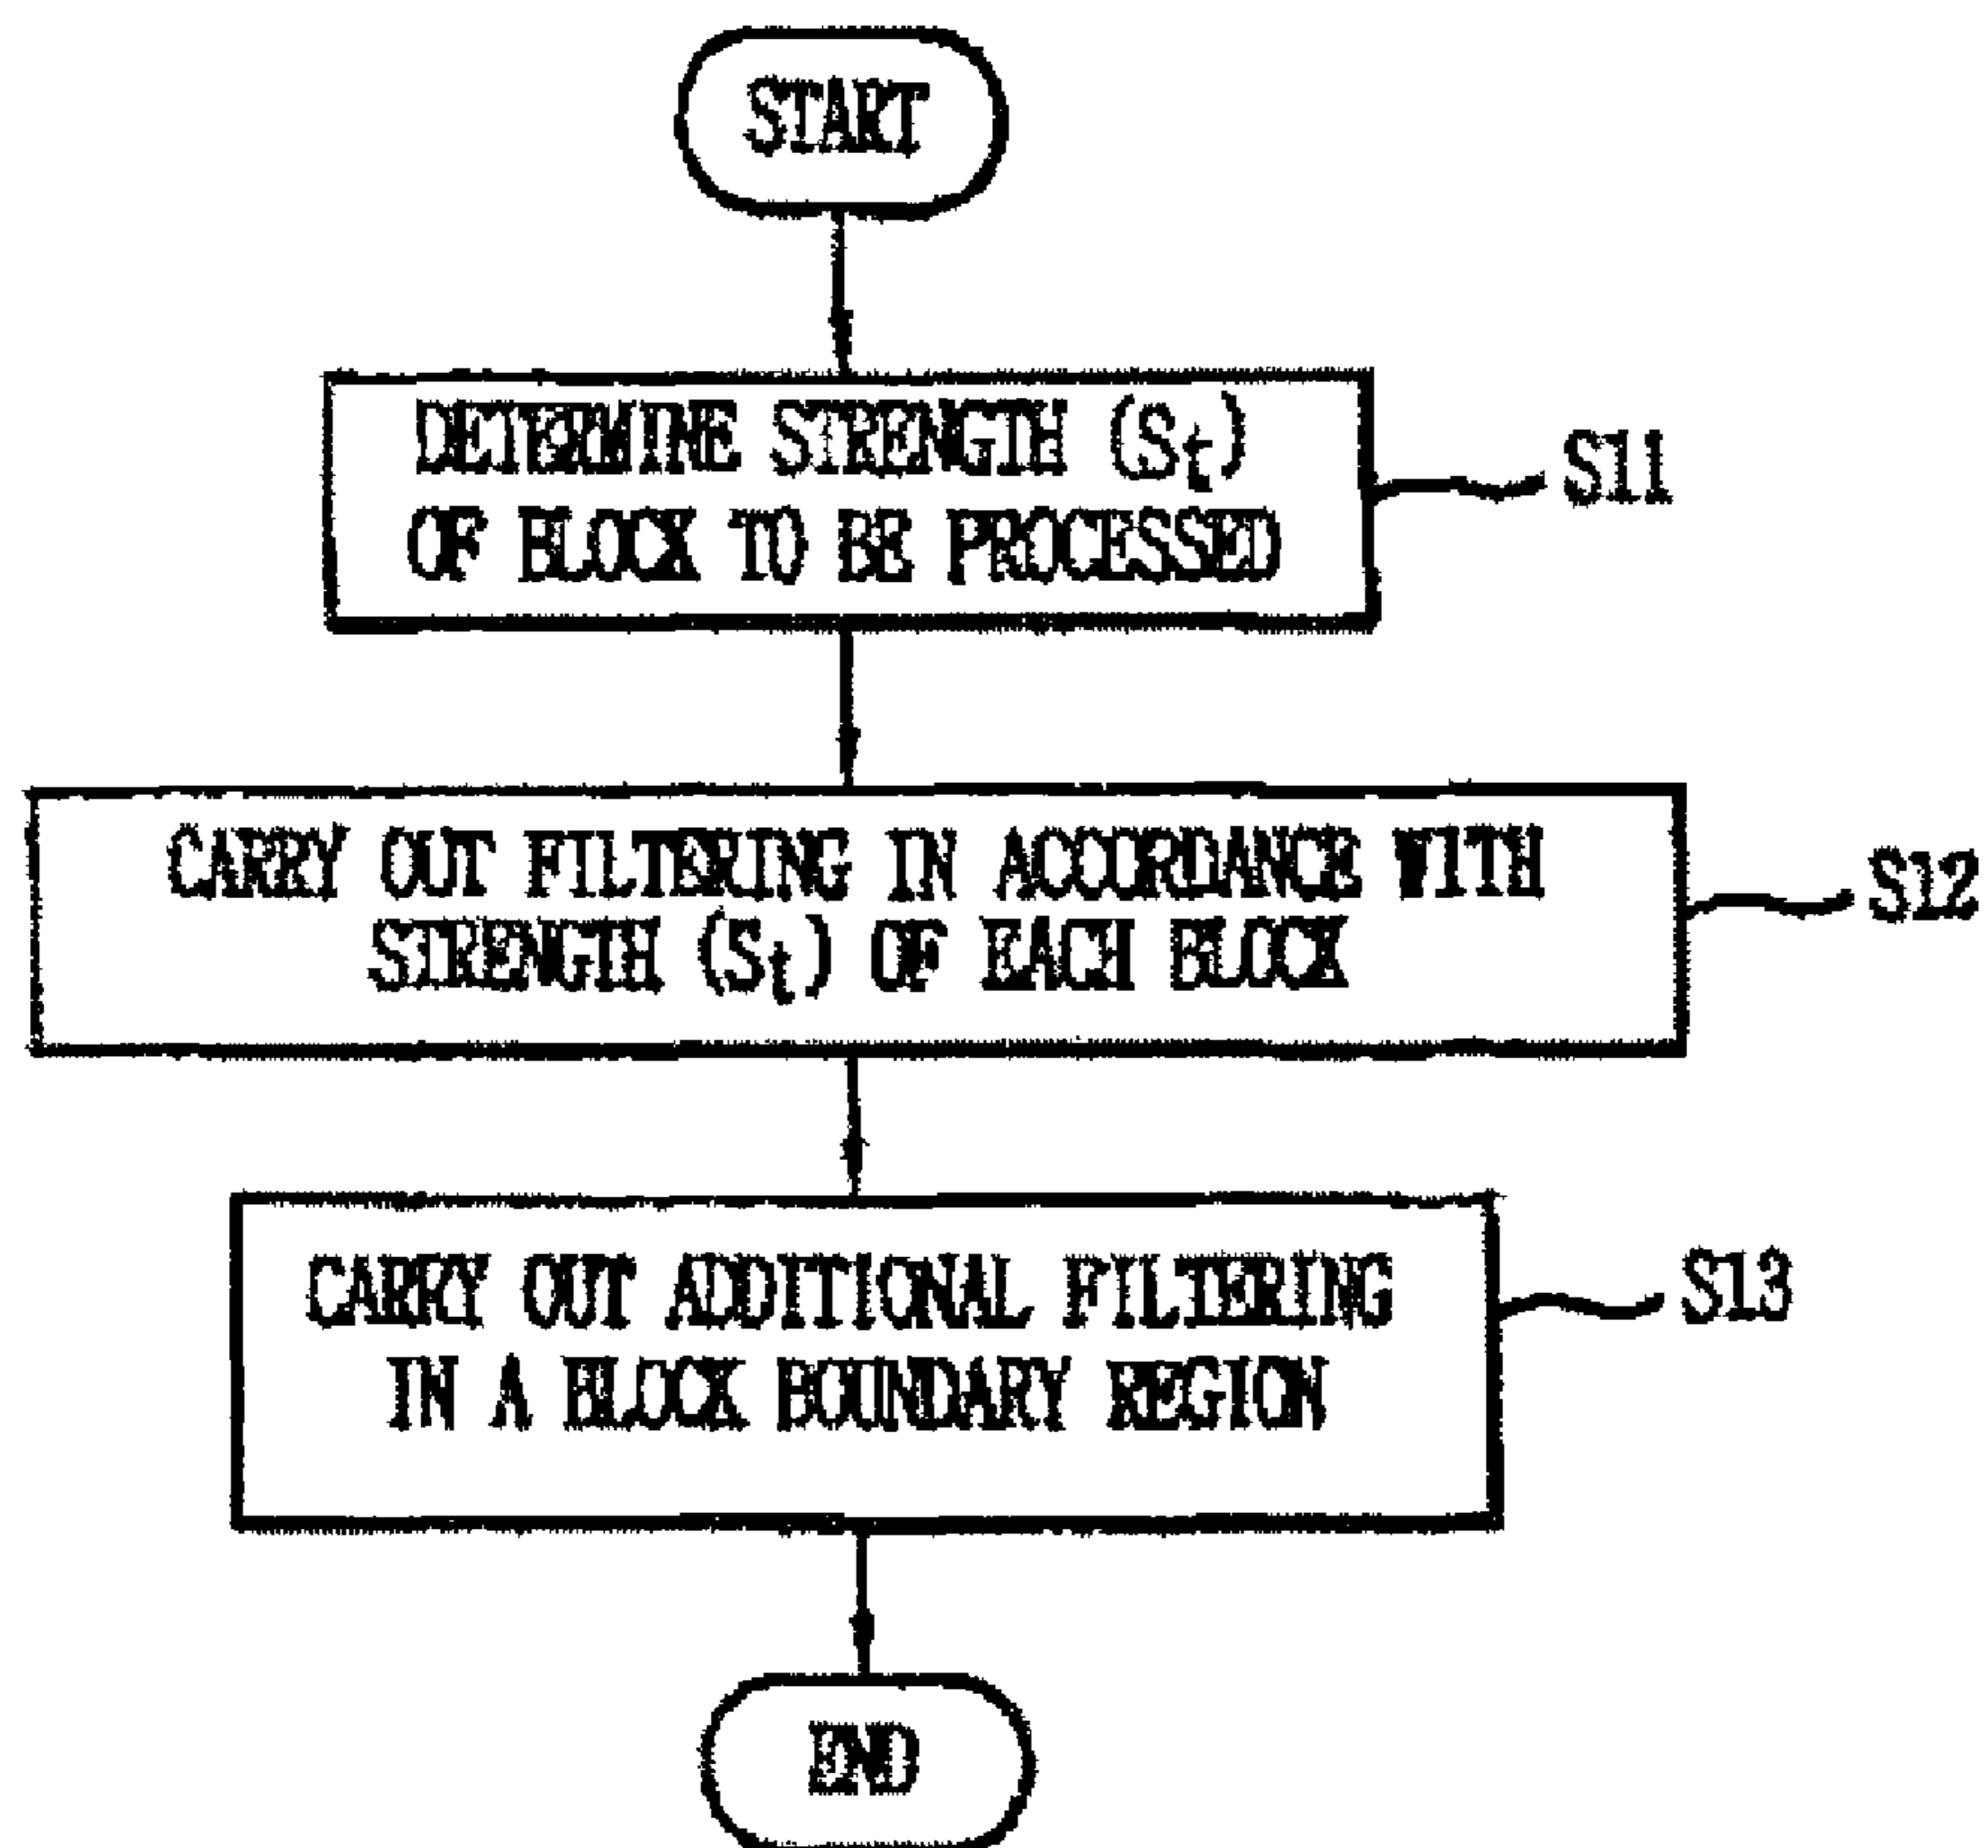 START
DETERMINE STRENGTH (St)
OF BLOCK TO BE PROCESSED
S11
CARRY OUT FILTERING IN ACCORDANCE WITH
STRENGTH (St) OF EACH BLOCK
S12
CARRY OUT ADDITIONAL FILTERING
IN A BLOCK BOUNDARY REGION
S13
END